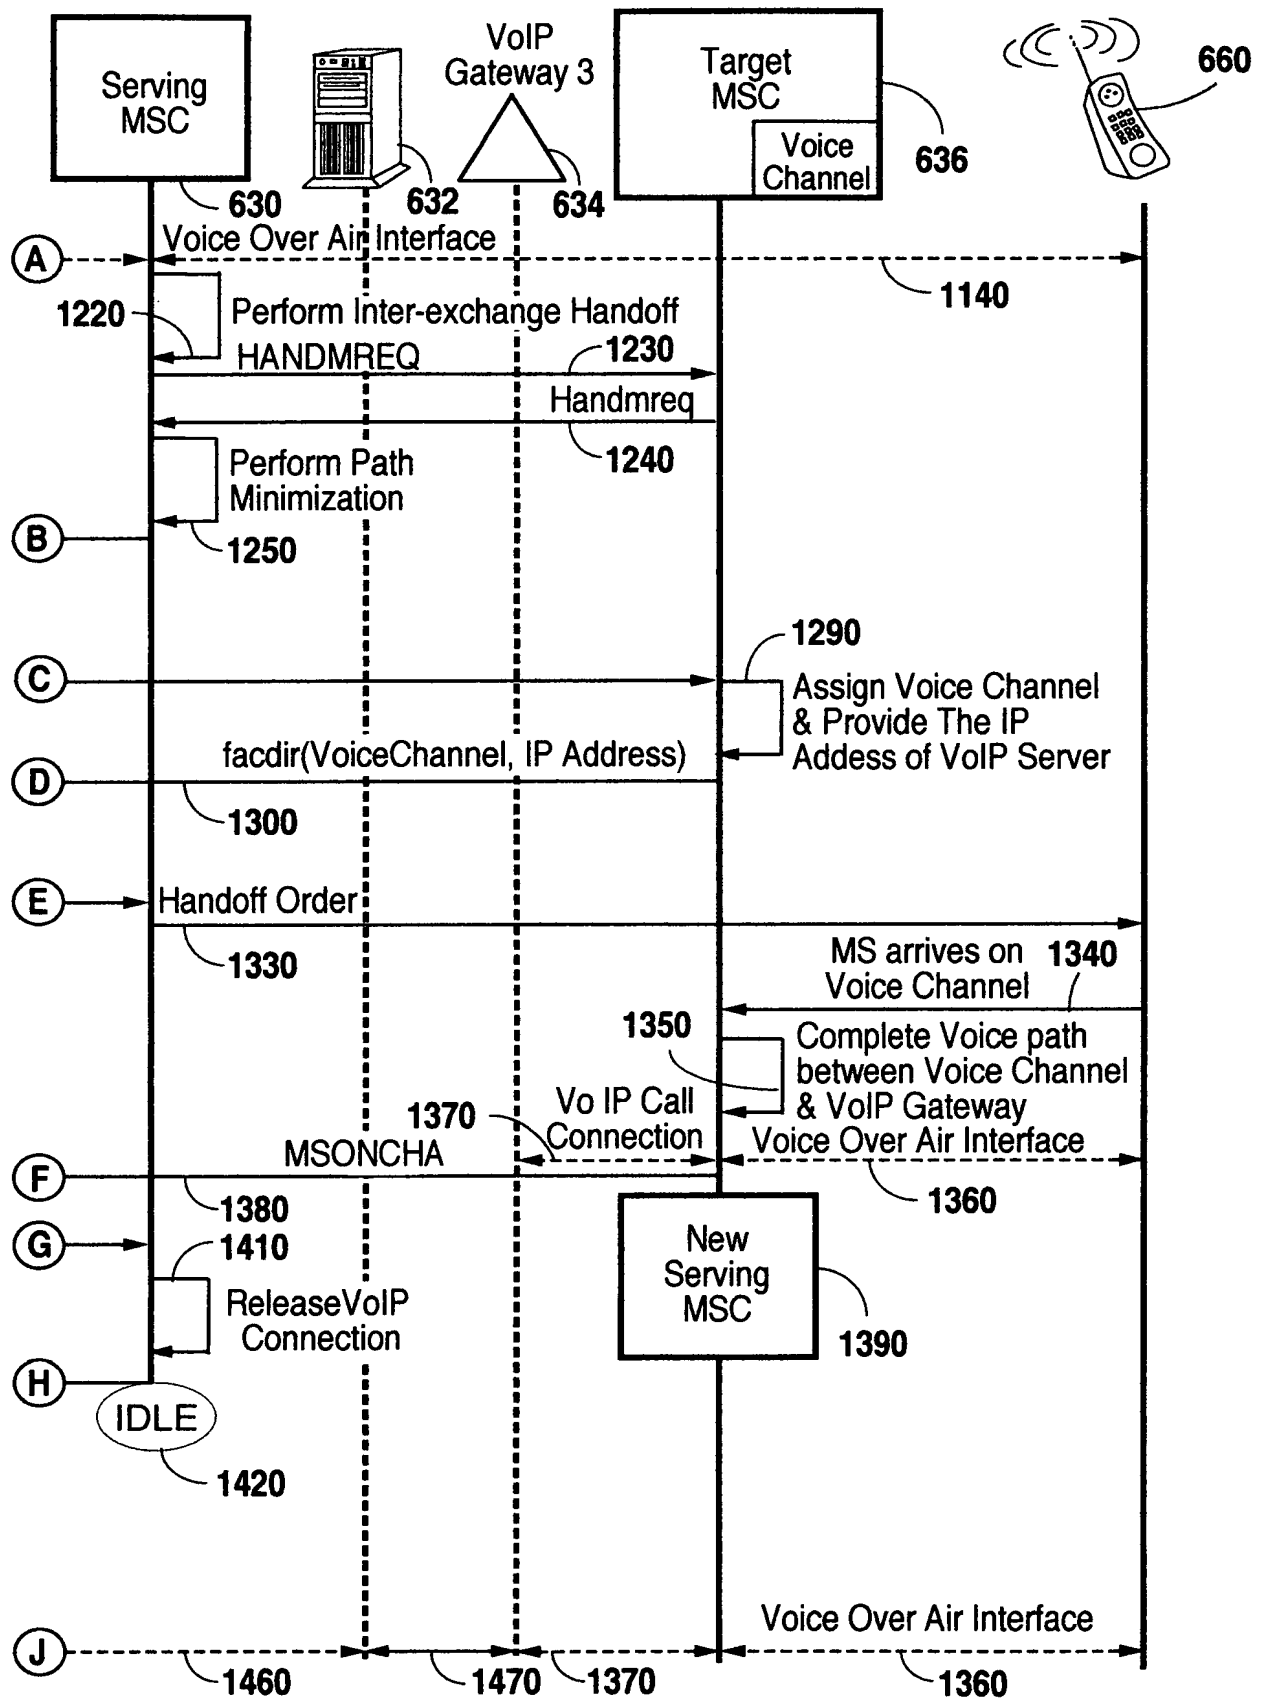 Serving
MSC
630
632
VoIP
Gateway 3
634
Target
MSC
Voice
Channel
636
660
A
Voice Over Air Interface
1140
1220
Perform Inter-exchange Handoff
HANDMREQ
1230
Handmreq
1240
Perform Path
Minimization
B
1250
1290
C
Assign Voice Channel
& Provide The IP
Addess of VoIP Server
facdir(VoiceChannel, IP Address)
D
1300
E
Handoff Order
1330
MS arrives on
Voice Channel
1340
1350
Complete Voice path
between Voice Channel
& VoIP Gateway
1370
Vo IP Call
Connection
Voice Over Air Interface
MSONCHA
F
1380
1360
G
1410
New
Serving
MSC
1390
ReleaseVoIP
Connection
H
IDLE
1420
Voice Over Air Interface
J
1460
1470
1370
1360